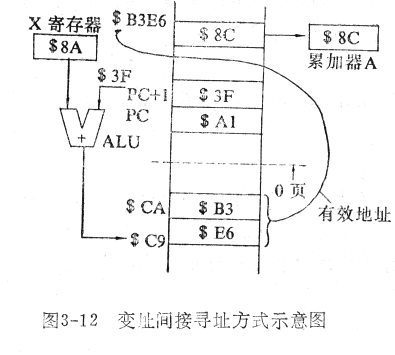 X 寄存器
$ B3E6
$ 8C
$ 8C
$ 8A
累加器A
$ 3F
PC+1
$ 3F
PC
$ A1
+
ALU
0 页
$ CA
$ B3
有效地址
$ C9
$ E6
图3-12 变址间接寻址方式示意图